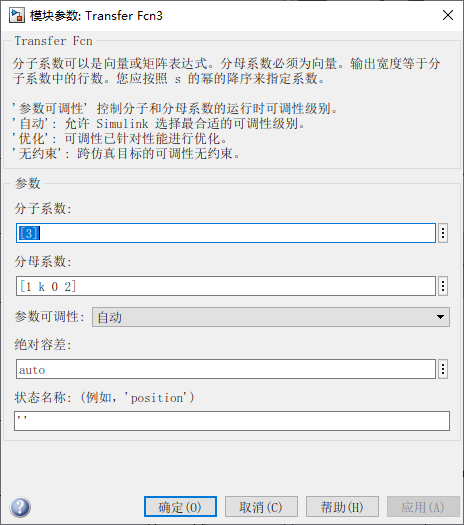 模块参数: Transfer Fcn3
Transfer Fcn
分子系数可以是向量或矩阵表达式。分母系数必须为向量。输出宽度等于分
子系数中的行数。您应按照 s 的幂的降序来指定系数。
'参数可调性' 控制分子和分母系数的运行时可调性级别。
'自动': 允许 Simulink 选择最合适的可调性级别。
'优化': 可调性已针对性能进行优化。
'无约束': 跨仿真目标的可调性无约束。
参数
分子系数:
[3]
分母系数:
[1 k 0 2]
参数可调性: 自动
绝对容差:
auto
状态名称: (例如，'position')
''
确定(O) 取消(C) 帮助(H) 应用(A)